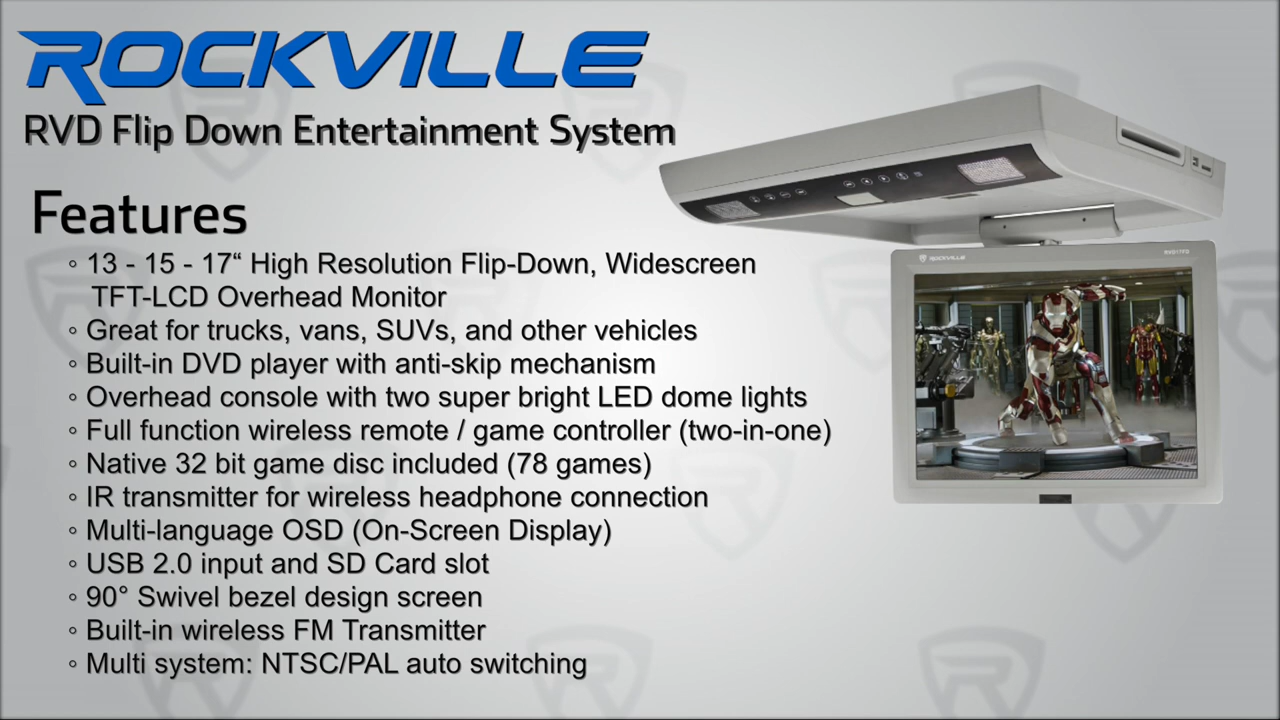 ROCKVILLE
RVD Flip Down Entertainment System
Features
◦ 13 - 15 - 17“ High Resolution Flip-Down, Widescreen
TFT-LCD Overhead Monitor
◦ Great for trucks, vans, SUVs, and other vehicles
◦ Built-in DVD player with anti-skip mechanism
◦ Overhead console with two super bright LED dome lights
◦ Full function wireless remote / game controller (two-in-one)
◦ Native 32 bit game disc included (78 games)
◦ IR transmitter for wireless headphone connection
◦ Multi-language OSD (On-Screen Display)
◦ USB 2.0 input and SD Card slot
◦ 90° Swivel bezel design screen
◦ Built-in wireless FM Transmitter
◦ Multi system: NTSC/PAL auto switching
ROCKVILLE